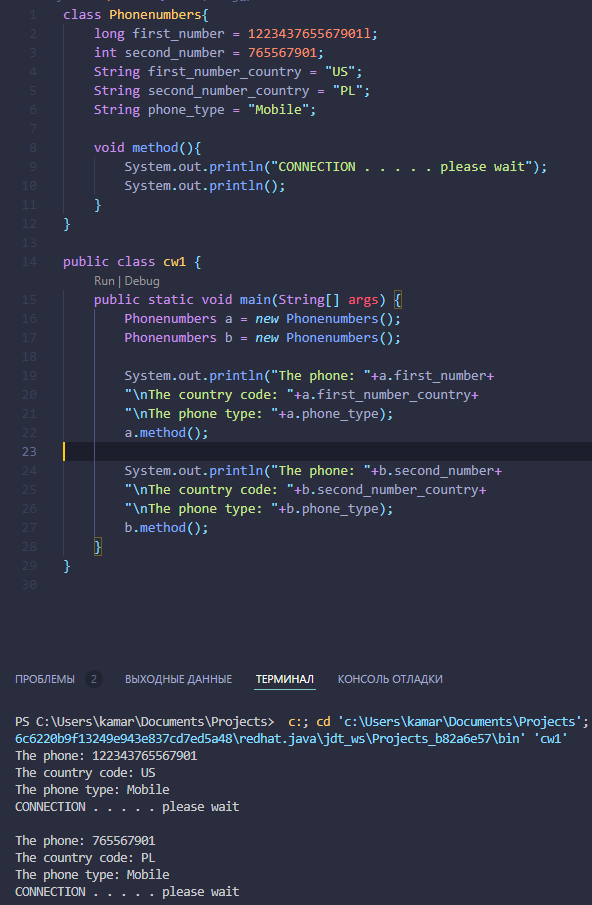 1 class Phonenumbers{
2 long first_number = 122343765567901l;
3 int second_number = 765567901;
4 String first_number_country = "US";
5 String second_number_country = "PL";
6 String phone_type = "Mobile";
7
8 void method(){
9 System.out.println("CONNECTION . . . . . please wait");
10 System.out.println();
11 }
12 }
13
14 public class cw1 {
Run | Debug
15 public static void main(String[] args) {
16 Phonenumbers a = new Phonenumbers();
17 Phonenumbers b = new Phonenumbers();
18
19 System.out.println("The phone: "+a.first_number+
20 "\nThe country code: "+a.first_number_country+
21 "\nThe phone type: "+a.phone_type);
22 a.method();
23
24 System.out.println("The phone: "+b.second_number+
25 "\nThe country code: "+b.second_number_country+
26 "\nThe phone type: "+b.phone_type);
27 b.method();
28 }
29 }
30
ПРОБЛЕМЫ 2 ВЫХОДНЫЕ ДАННЫЕ ТЕРМИНАЛ КОНСОЛЬ ОТЛАДКИ
PS C:\Users\kamar\Documents\Projects> c:; cd 'c:\Users\kamar\Documents\Projects';
6c6220b9f13249e943e837cd7ed5a48\redhat.java\jdt_ws\Projects_b82a6e57\bin' 'cw1'
The phone: 122343765567901
The country code: US
The phone type: Mobile
CONNECTION . . . . . please wait
The phone: 765567901
The country code: PL
The phone type: Mobile
CONNECTION . . . . . please wait